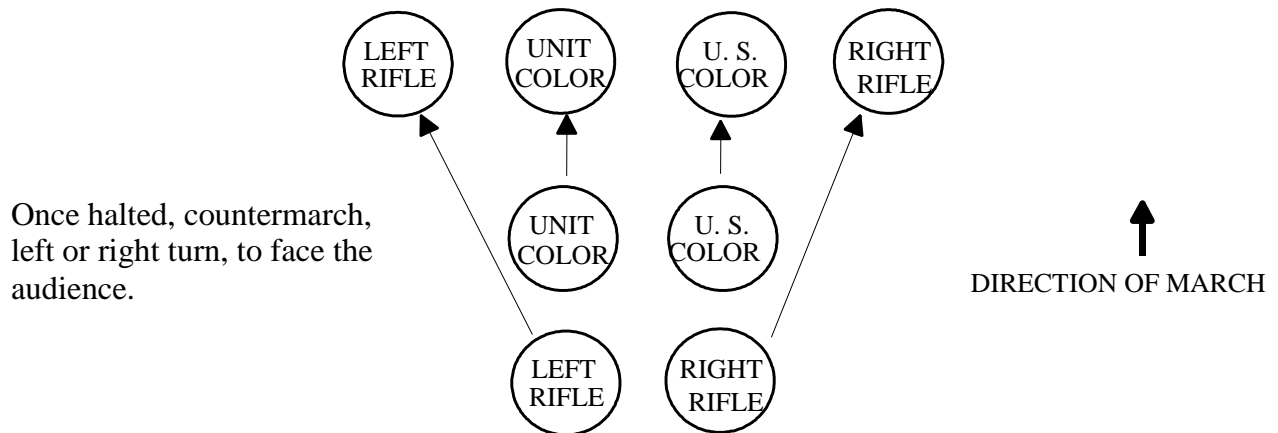 LEFT
RIFLE
UNIT
COLOR
U. S.
COLOR
RIGHT
RIFLE
Once halted, countermarch,
left or right turn, to face the
audience.
UNIT
COLOR
U. S.
COLOR
DIRECTION OF MARCH
LEFT
RIFLE
RIGHT
RIFLE